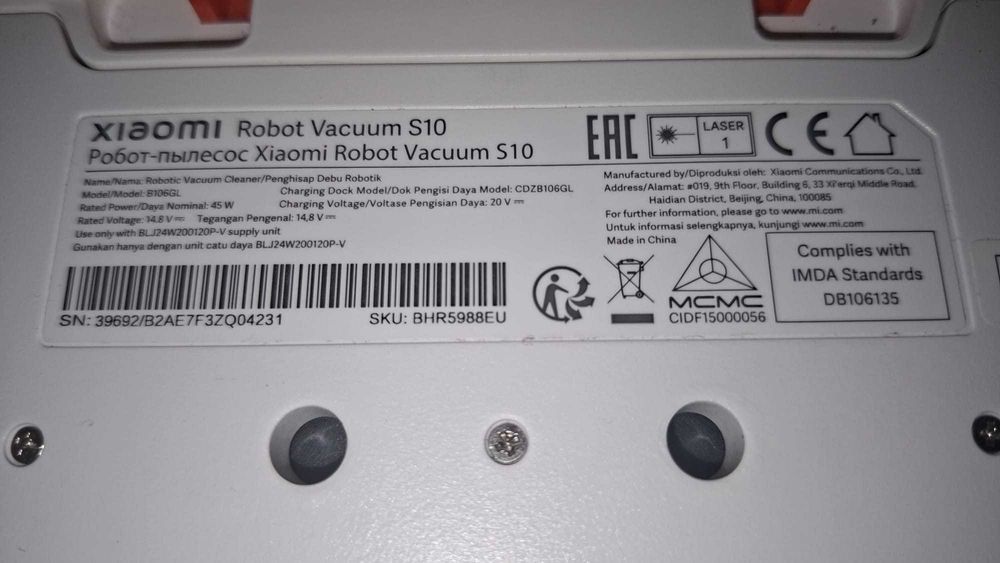 xiaomi Robot Vacuum S10
Робот-пылесос Xiaomi Robot Vacuum S10
Name/Nama: Robotic Vacuum Cleaner/Penghisap Debu Robotik
Model/Model: B106GL
Charging Dock Model/Dok Pengisi Daya Model: CDZB106GL
Rated Power/Daya Nominal: 45 W
Charging Voltage/Voltase Pengisian Daya: 20 V ⎓
Rated Voltage: 14,8 V ⎓ Tegangan Pengenal: 14,8 V ⎓
Use only with BLJ24W200120P-V supply unit
Gunakan hanya dengan unit catu daya BLJ24W200120P-V
SN: 39692/B2AE7F3ZQ04231
SKU: BHR5988EU
EAC
LASER
1
CE
Manufactured by/Diproduksi oleh: Xiaomi Communications Co., Ltd.
Address/Alamat: #019, 9th Floor, Building 6, 33 Xi'erqi Middle Road,
Haidian District, Beijing, China, 100085
For further information, please go to www.mi.com
Untuk informasi selengkapnya, kunjungi www.mi.com
Made in China
MCMC
CIDF15000056
Complies with
IMDA Standards
DB106135